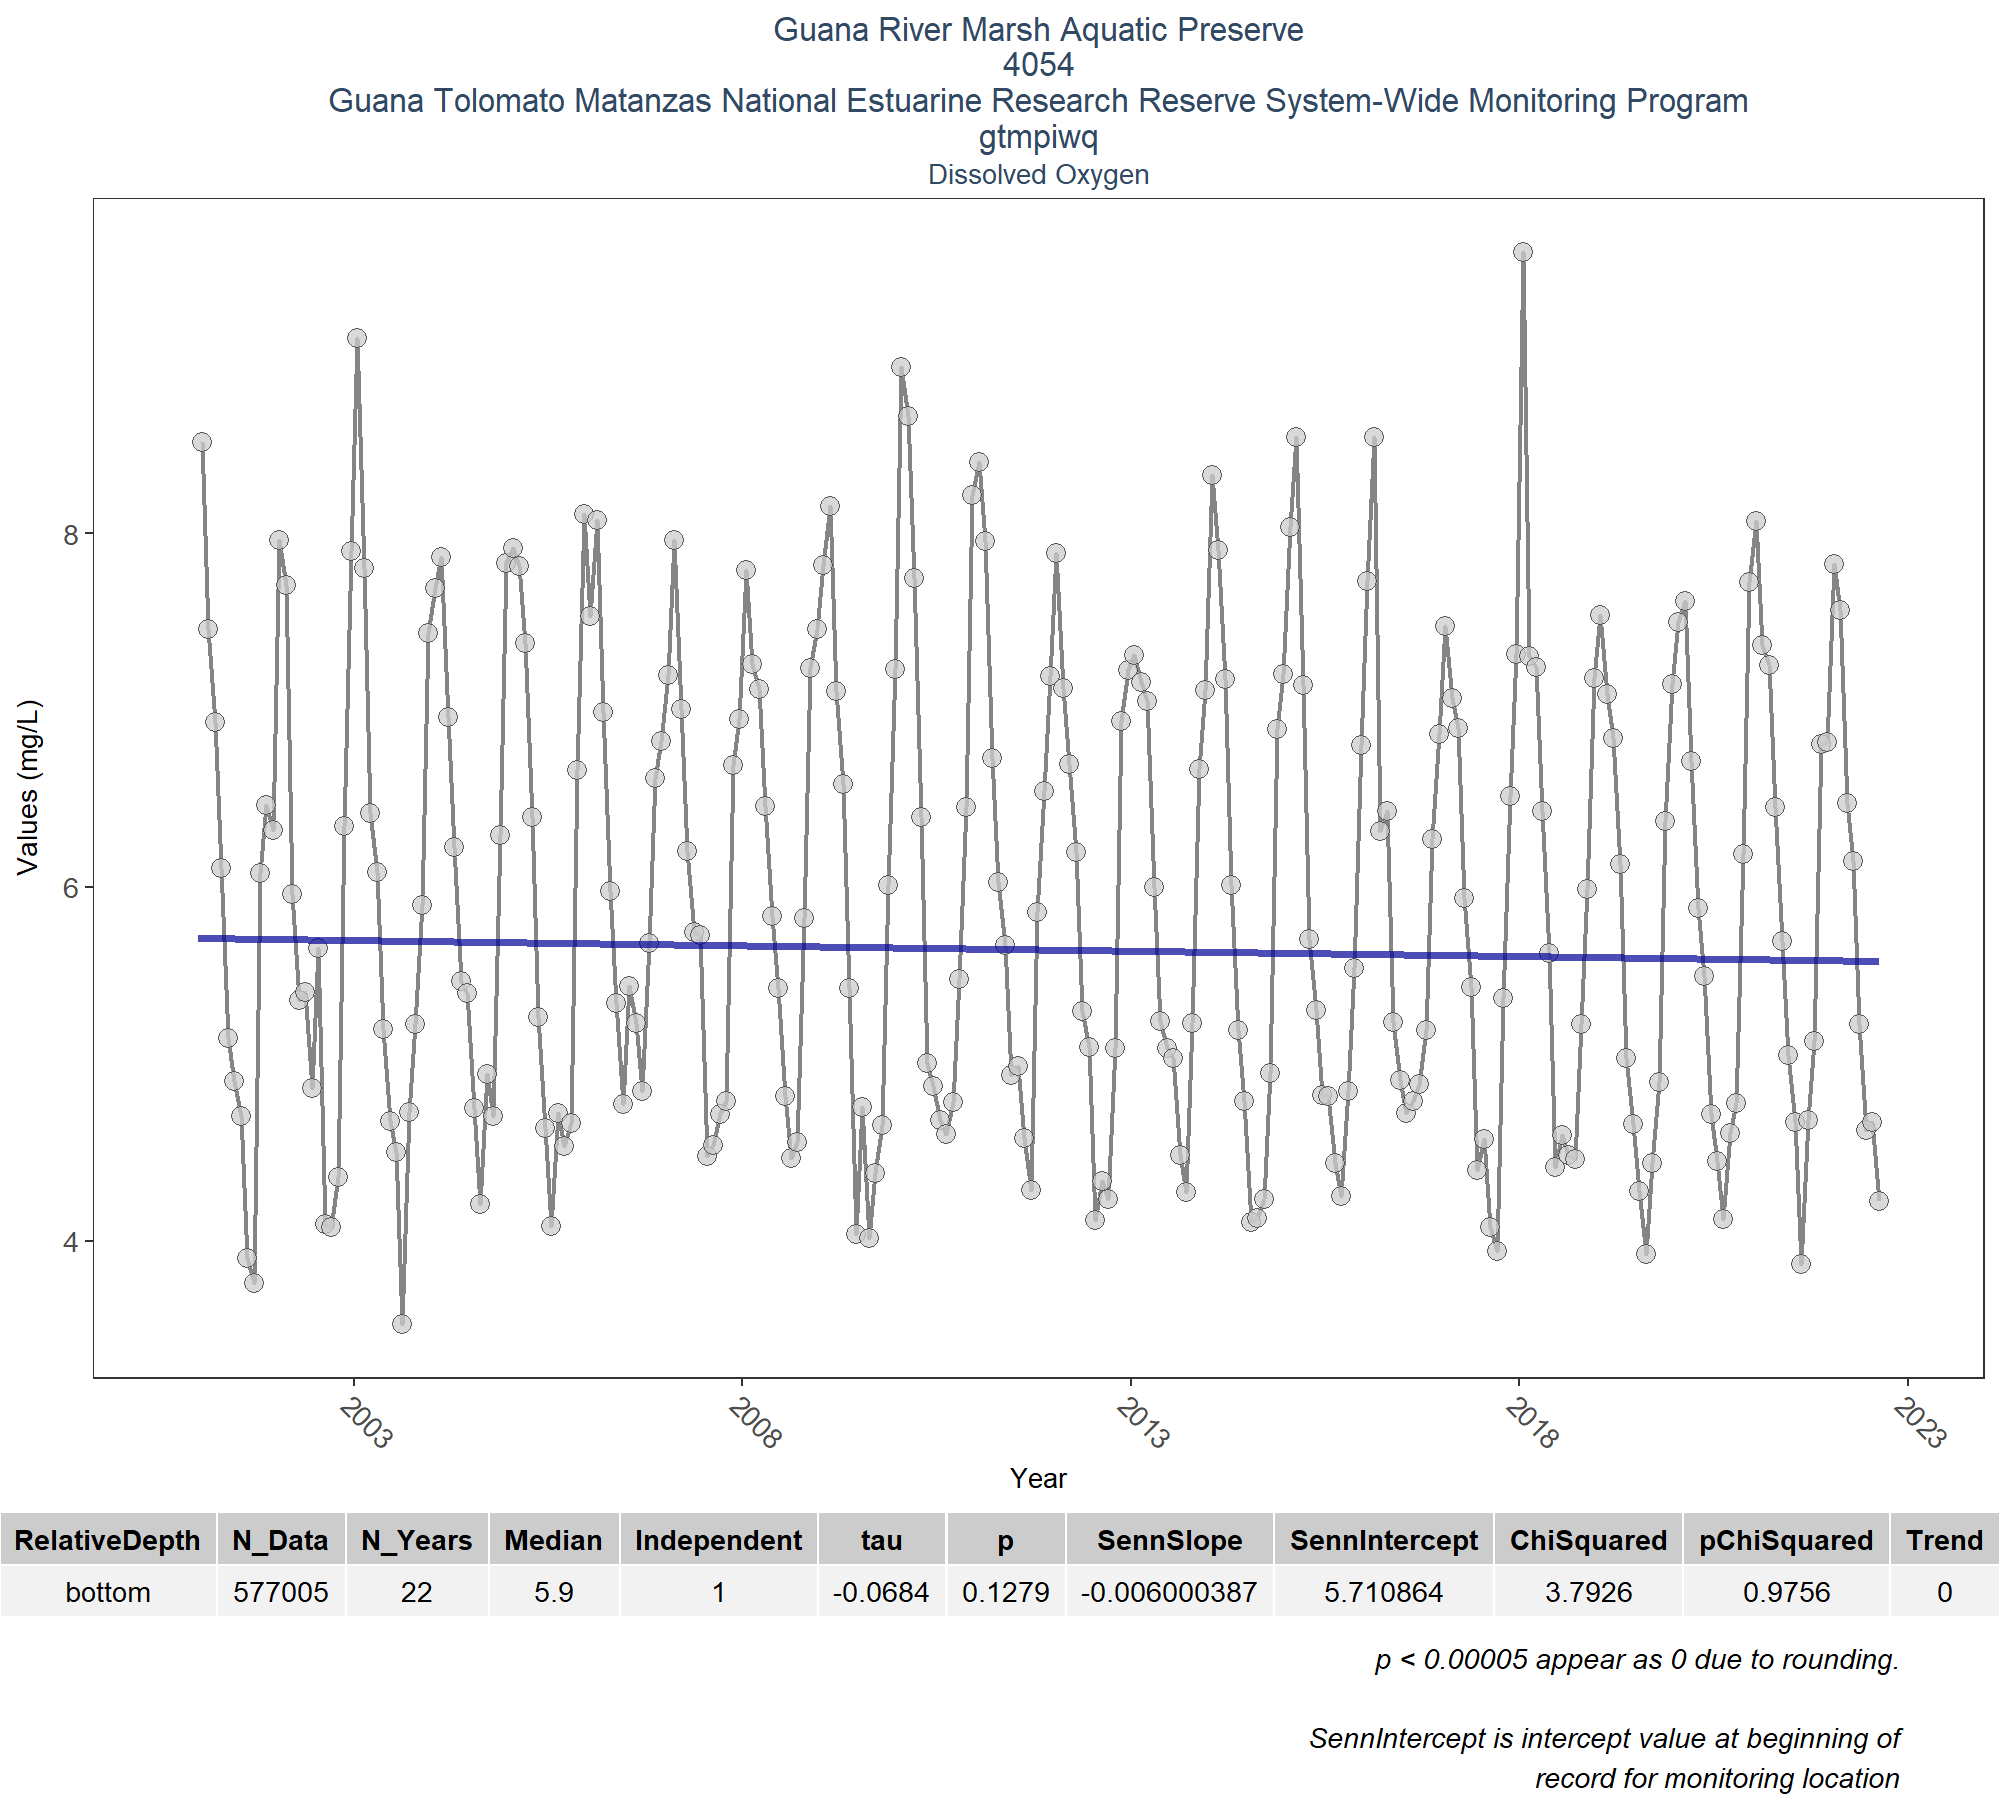 Guana River Marsh Aquatic Preserve
4054
Guana Tolomato Matanzas National Estuarine Research Reserve System-Wide Monitoring Program
gtmpiwq
Dissolved Oxygen
Values (mg/L)
8
6
4
2003 2008 2013 2018 2023
Year
RelativeDepth N_Data N_Years Median Independent tau p SennSlope SennIntercept ChiSquared pChiSquared Trend
bottom 577005 22 5.9 1 -0.0684 0.1279 -0.006000387 5.710864 3.7926 0.9756 0
p < 0.00005 appear as 0 due to rounding.
SennIntercept is intercept value at beginning of
record for monitoring location